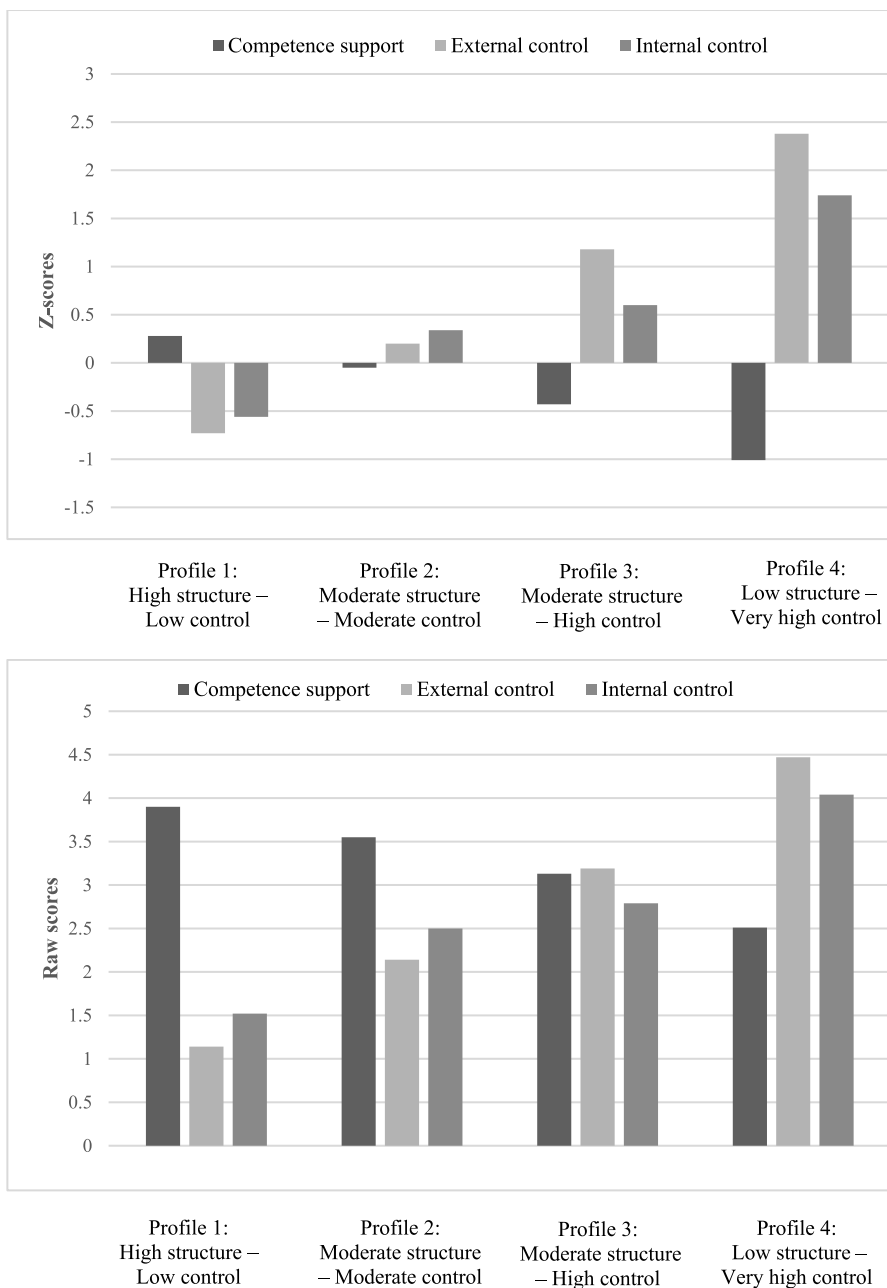 Competence support External control Internal control
3
2.5
2
1.5
1
0.5
0
-0.5
-1
-1.5
Z-scores
Profile 1: Profile 2: Profile 3: Profile 4:
High structure – Moderate structure Moderate structure Low structure –
Low control – Moderate control – High control Very high control
Competence support External control Internal control
5
4.5
4
3.5
3
2.5
2
1.5
1
0.5
0
Raw scores
Profile 1: Profile 2: Profile 3: Profile 4:
High structure – Moderate structure Moderate structure Low structure –
Low control – Moderate control – High control Very high control